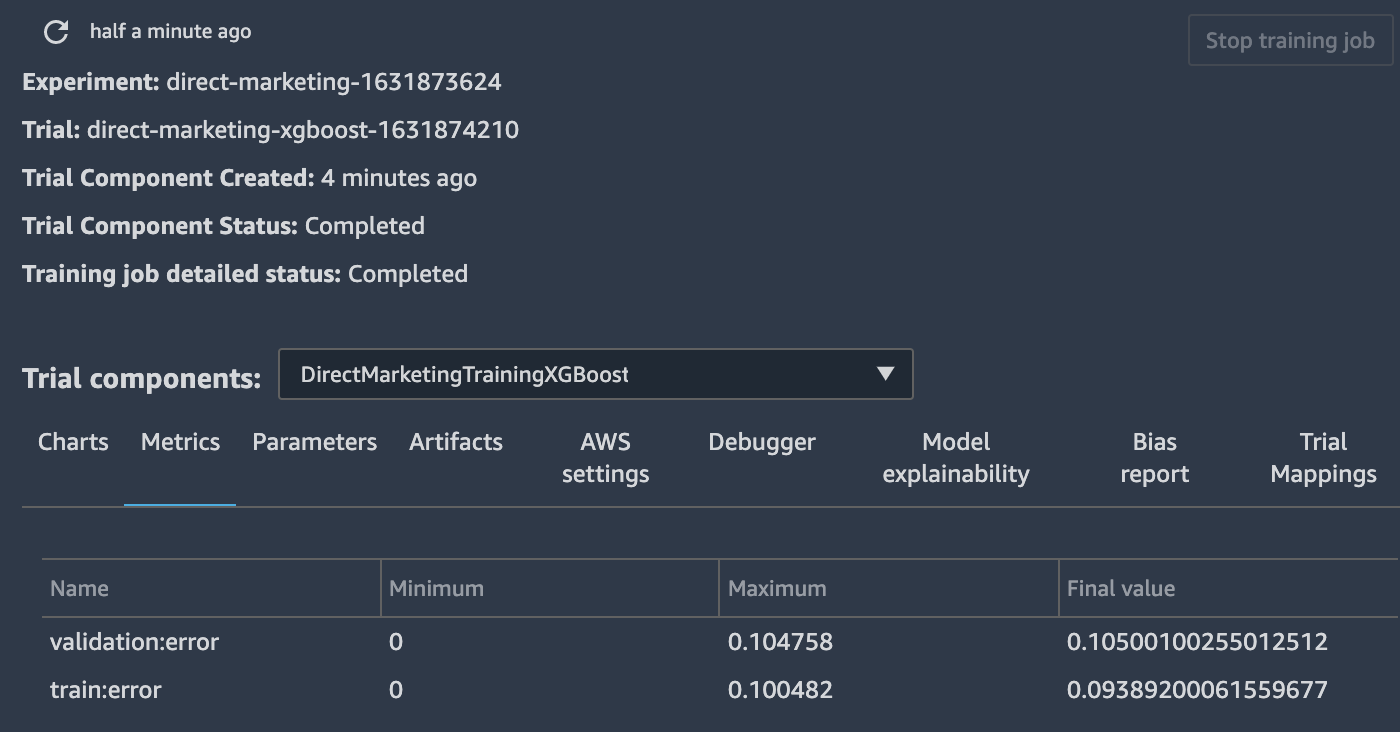 half a minute ago
Stop training job
Experiment: direct-marketing-1631873624
Trial: direct-marketing-xgboost-1631874210
Trial Component Created: 4 minutes ago
Trial Component Status: Completed
Training job detailed status: Completed
Trial components: DirectMarketingTrainingXGBoost
Charts Metrics Parameters Artifacts AWS settings Debugger Model explainability Bias report Trial Mappings
Name Minimum Maximum Final value
validation:error 0 0.104758 0.10500100255012512
train:error 0 0.100482 0.09389200061559677